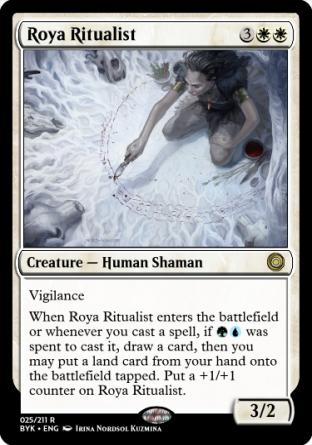 Roya Ritualist 3
Creature — Human Shaman
Vigilance
When Roya Ritualist enters the battlefield
or whenever you cast a spell, if was
spent to cast it, draw a card, then you
may put a land card from your hand onto
the battlefield tapped. Put a +1/+1
counter on Roya Ritualist.
3/2
025/211 R
BYK • ENG Irina Nordsol Kuzmina